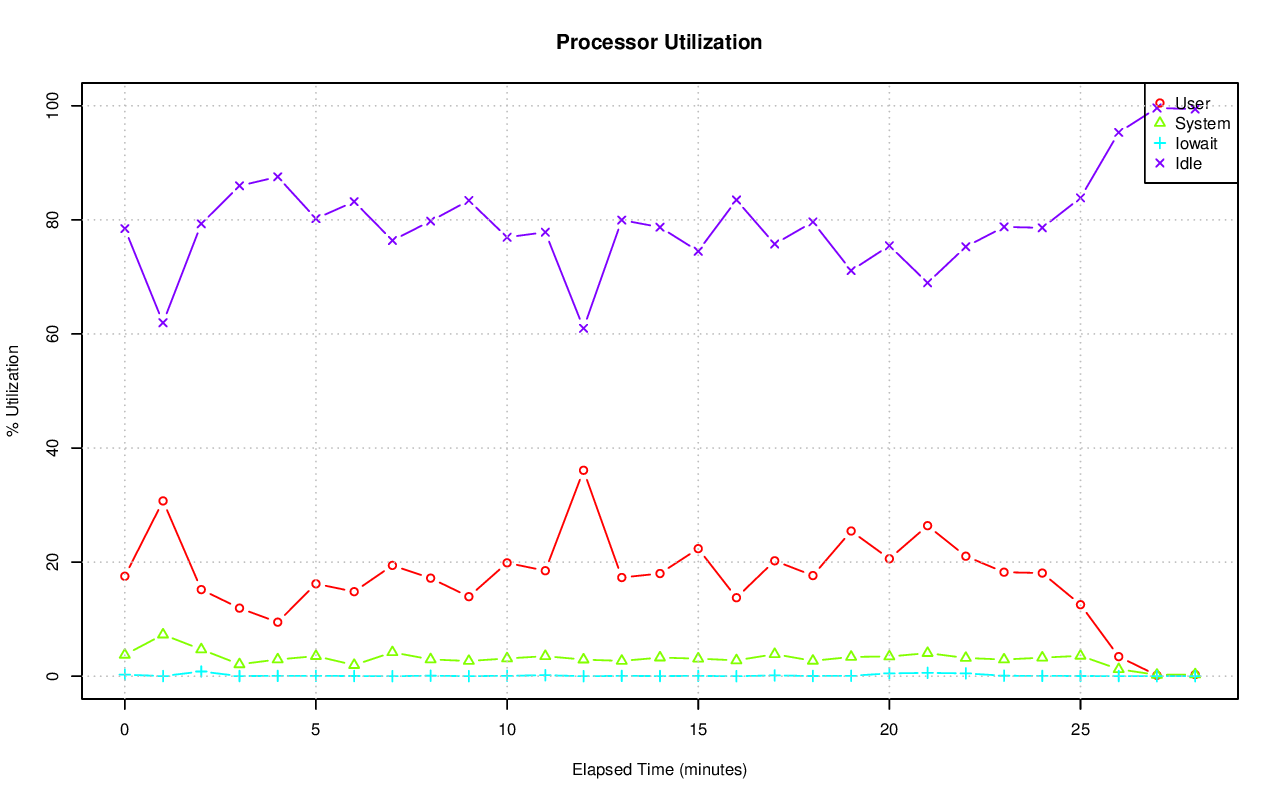 Processor Utilization
100
80
60
40
20
0
% Utilization
User
System
Iowait
Idle
0 5 10 15 20 25
Elapsed Time (minutes)